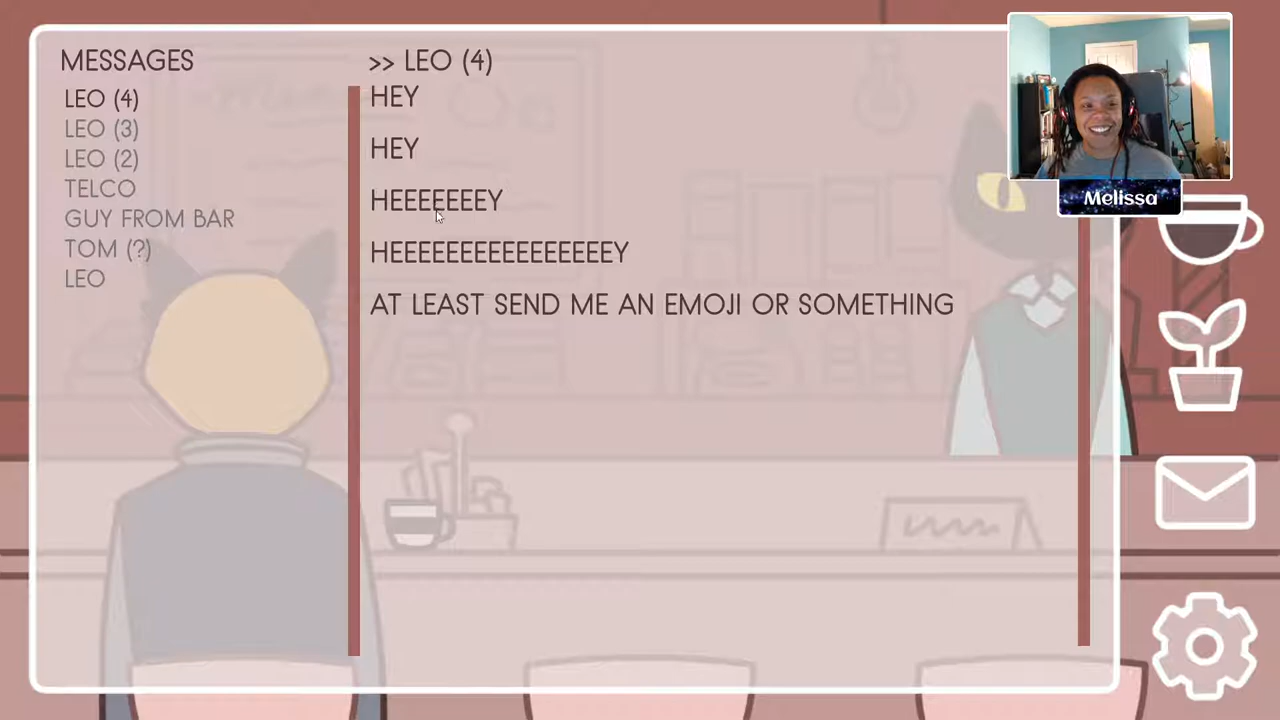 MESSAGES
LEO (4)
LEO (3)
LEO (2)
TELCO
GUY FROM BAR
TOM (?)
LEO
>> LEO (4)
HEY
HEY
HEEEEEEEY
HEEEEEEEEEEEEEEEY
AT LEAST SEND ME AN EMOJI OR SOMETHING
Melissa